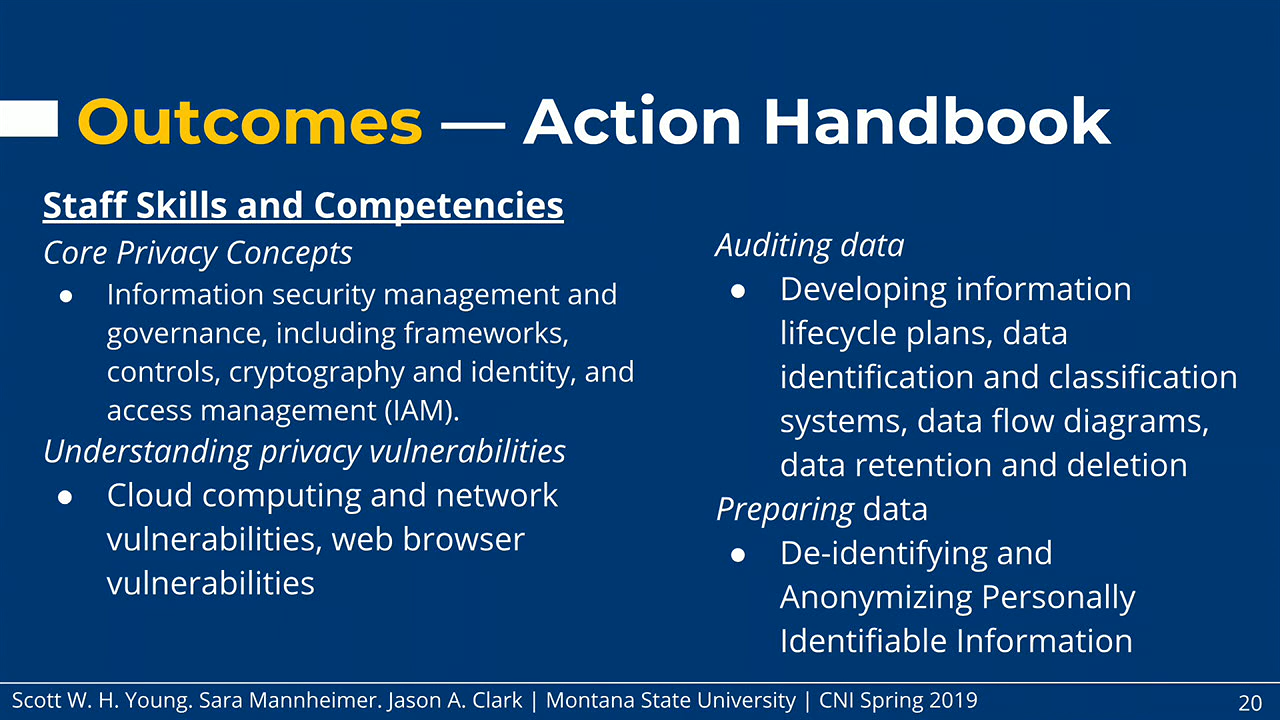 Outcomes — Action Handbook
Staff Skills and Competencies
Core Privacy Concepts
● Information security management and
governance, including frameworks,
controls, cryptography and identity, and
access management (IAM).
Understanding privacy vulnerabilities
● Cloud computing and network
vulnerabilities, web browser
vulnerabilities
Auditing data
● Developing information
lifecycle plans, data
identification and classification
systems, data flow diagrams,
data retention and deletion
Preparing data
● De-identifying and
Anonymizing Personally
Identifiable Information
Scott W. H. Young. Sara Mannheimer. Jason A. Clark | Montana State University | CNI Spring 2019
20